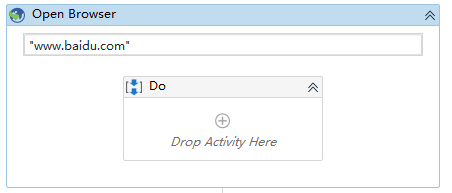 Open Browser
"www.baidu.com"
Do
Drop Activity Here